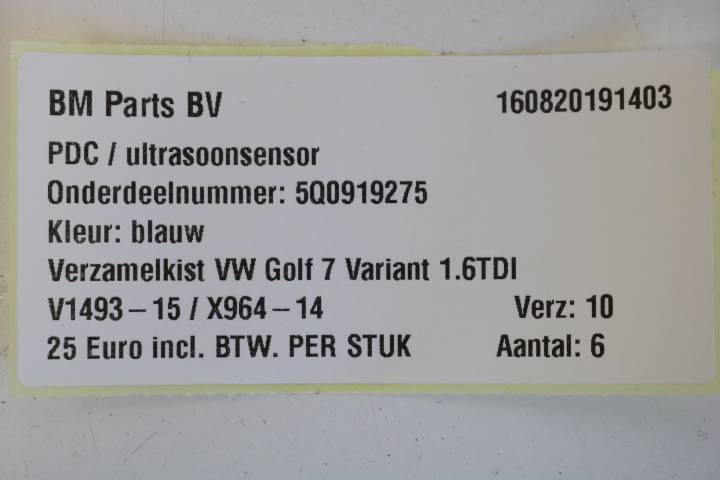 BM Parts BV 160820191403
PDC / ultrasoonsensor
Onderdeelnummer: 5Q0919275
Kleur: blauw
Verzamelkist VW Golf 7 Variant 1.6TDI
V1493-15 / X964-14 Verz: 10
25 Euro incl. BTW. PER STUK Aantal: 6